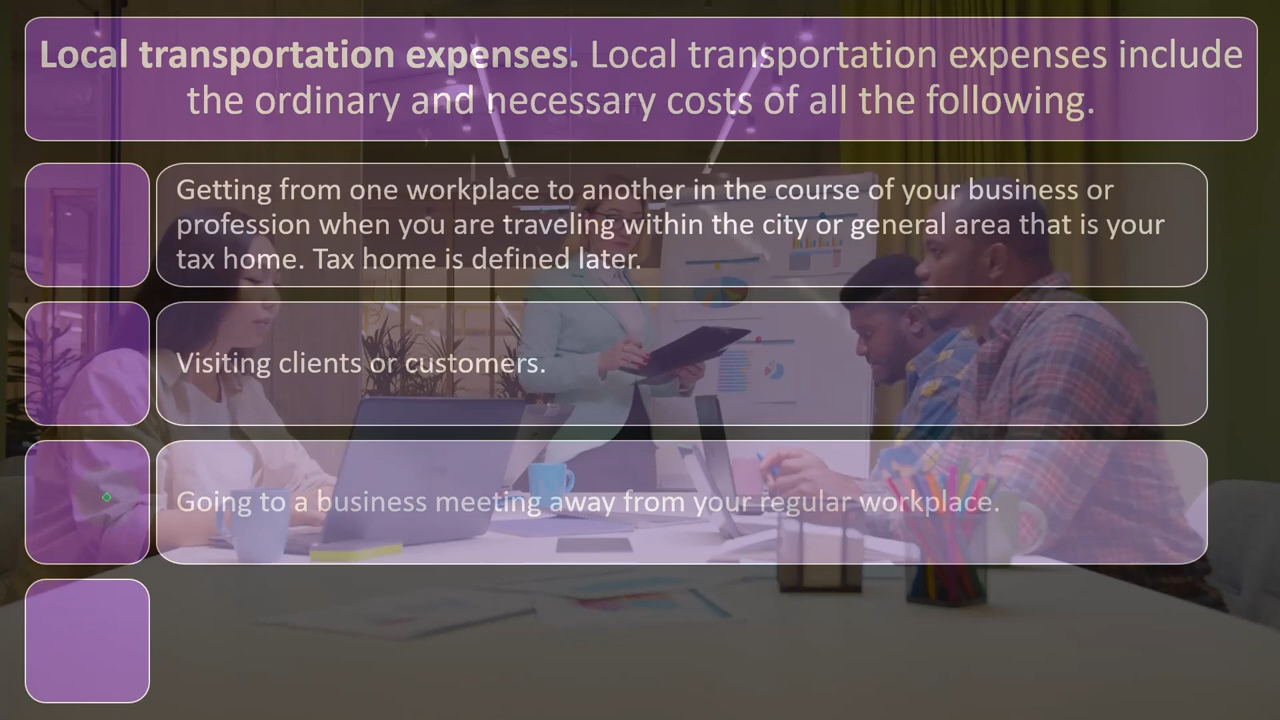 Local transportation expenses. Local transportation expenses include
the ordinary and necessary costs of all the following.
Getting from one workplace to another in the course of your business or
profession when you are traveling within the city or general area that is your
tax home. Tax home is defined later.
Visiting clients or customers.
Going to a business meeting away from your regular workplace.